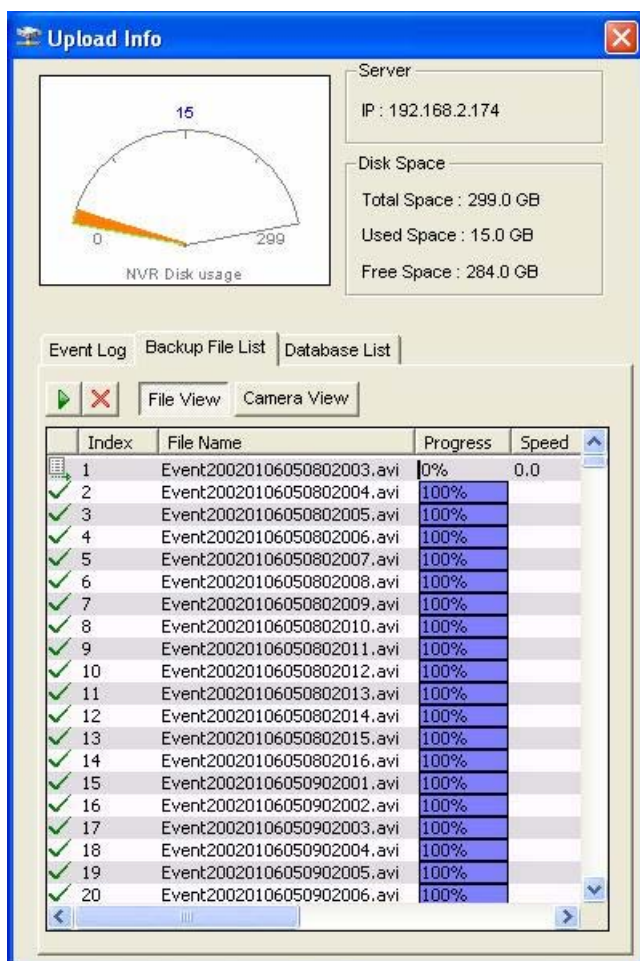 Upload Info
15
0
299
NVR Disk usage
Server
IP : 192.168.2.174
Disk Space
Total Space : 299.0 GB
Used Space : 15.0 GB
Free Space : 284.0 GB
Event Log Backup File List Database List
File View Camera View
Index File Name Progress Speed
1 Event20020106050802003.avi 0% 0.0
2 Event20020106050802004.avi 100%
3 Event20020106050802005.avi 100%
4 Event20020106050802006.avi 100%
5 Event20020106050802007.avi 100%
6 Event20020106050802008.avi 100%
7 Event20020106050802009.avi 100%
8 Event20020106050802010.avi 100%
9 Event20020106050802011.avi 100%
10 Event20020106050802012.avi 100%
11 Event20020106050802013.avi 100%
12 Event20020106050802014.avi 100%
13 Event20020106050802015.avi 100%
14 Event20020106050802016.avi 100%
15 Event20020106050902001.avi 100%
16 Event20020106050902002.avi 100%
17 Event20020106050902003.avi 100%
18 Event20020106050902004.avi 100%
19 Event20020106050902005.avi 100%
20 Event20020106050902006.avi 100%